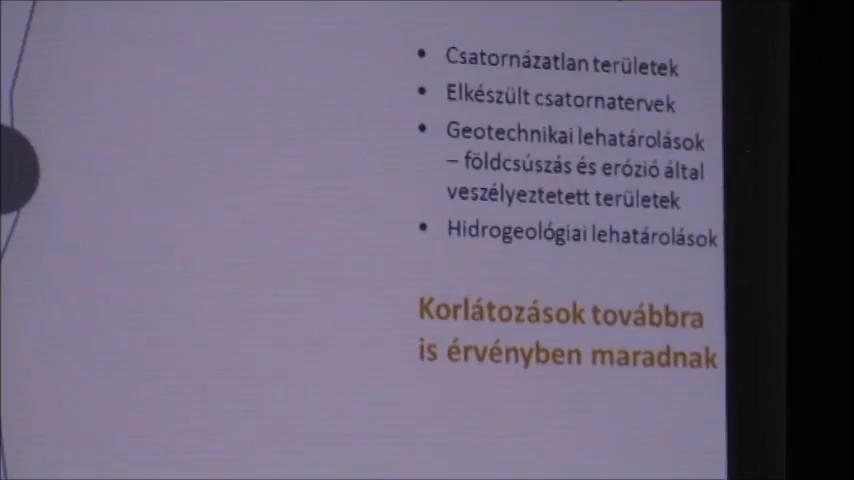 • Csatornázatlan területek
• Elkészült csatornatervek
• Geotechnikai lehatárolások
– földcsúszás és erózió által
veszélyeztetett területek
• Hidrogeológiai lehatárolások
Korlátozások továbbra
is érvényben maradnak